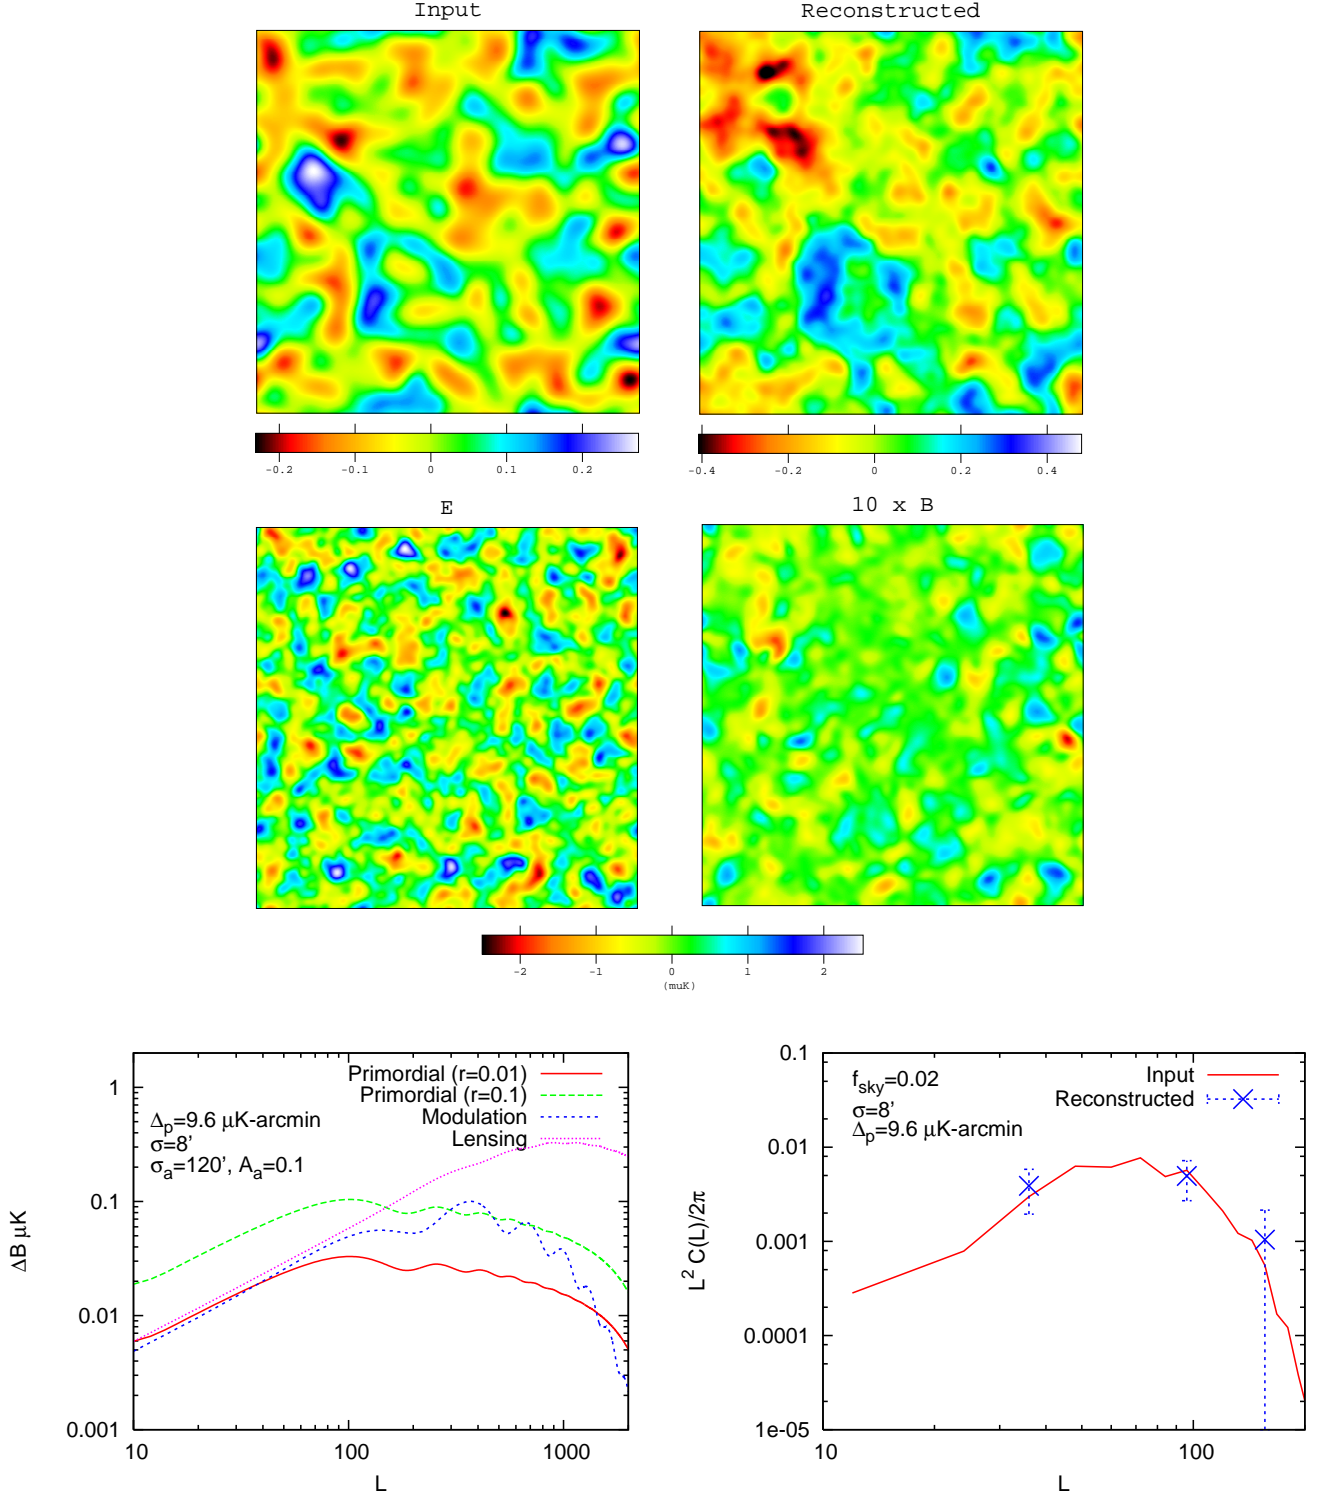 Input
Reconstructed
-0.2 -0.1 0 0.1 0.2
-0.4 -0.2 0 0.2 0.4
E
10 x B
-2 -1 0 1 2
(muK)
Primordial (r=0.01)
Primordial (r=0.1)
Modulation
Lensing
Δp=9.6 μK-arcmin
σ=8'
σa=120', Aa=0.1
1
0.1
0.01
0.001
ΔB μK
10 100 1000
L
fsky=0.02
σ=8'
Δp=9.6 μK-arcmin
Input
Reconstructed
0.1
0.01
0.001
0.0001
1e-05
L² C(L)/2π
10 100
L